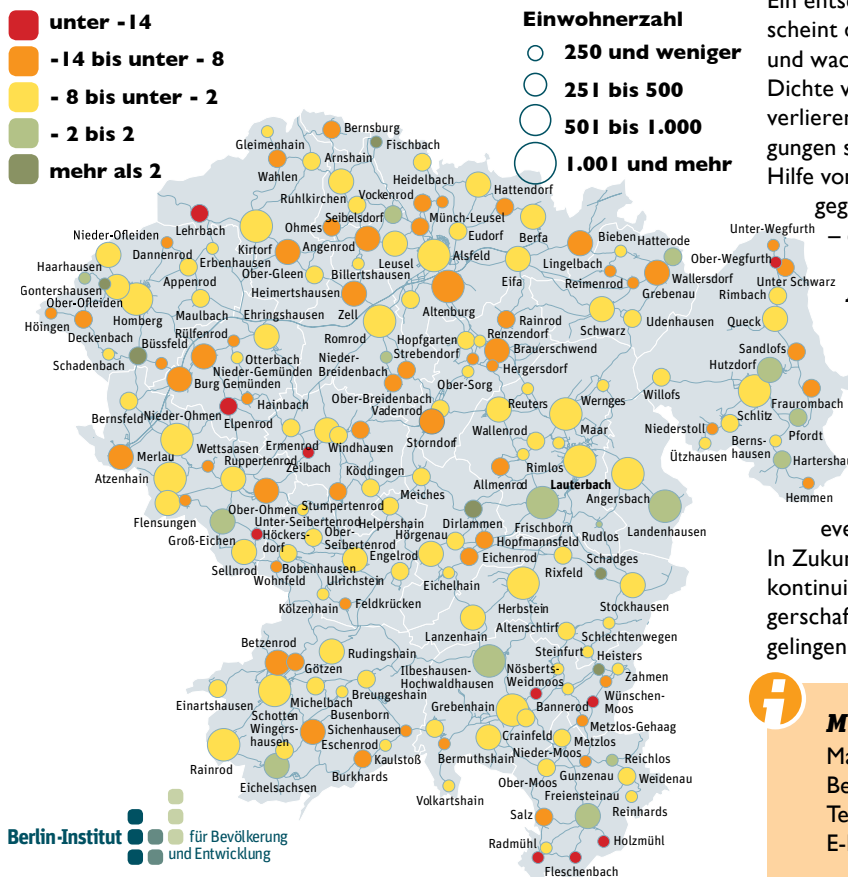 unter -14
-14 bis unter - 8
- 8 bis unter - 2
- 2 bis 2
mehr als 2
Einwohnerzahl
250 und weniger
251 bis 500
501 bis 1.000
1.001 und mehr
Ein
scheint
und
Dichte
verlieren
gungen
Hilfe
–
Bernsburg
Gleimenhain
Fischbach
Arnshain
Wahlen
Heidelbach
Ruhlkirchen
Vockenrod
Hattendorf
Seibelsdorf
Münch-Leusel
Lehrbach
Ohmes
Eudorf
Nieder-Ofleiden
Kirtorf
Angenrod
Berfa
Bieben
Hatterode
Unter-Wegfurth
Dannenrod
Erbenhausen
Leusel
Alsfeld
Lingelbach
Ober-Wegfurth
Haarhausen
Ober-Gleen
Billertshausen
Eifa
Reimenrod
Wallersdorf
Unter Schwarz
Gontershausen
Appenrod
Heimertshausen
Grebenau
Rimbach
Ober-Ofleiden
Homberg
Maulbach
Ehringshausen
Zell
Altenburg
Rainrod
Schwarz
Udenhausen
Queck
Höingen
Rülfenrod
Romrod
Renzendorf
Deckenbach
Büssfeld
Hopfgarten
Brauerschwend
Sandlofs
Schadenbach
Otterbach
Nieder-
Breidenbach
Strebendorf
Hergersdorf
Hutzdorf
Nieder-Gemünden
Burg Gemünden
Ober-Sorg
Willofs
Fraurombach
Hainbach
Ober-Breidenbach
Reuters
Wernges
Schlitz
Bernsfeld
Nieder-Ohmen
Elpenrod
Vadenrod
Wallenrod
Maar
Niederstoll
Pfordt
Ermenrod
Windhausen
Storndorf
Berns-
hausen
Ützhausen
Merlau
Wettsaasen
Zeilbach
Rimlos
Lauterbach
Hartershau
Atzenhain
Ruppertenrod
Köddingen
Meiches
Allmenrod
Angersbach
Hemmen
Ober-Ohmen
Stumpertenrod
Flensungen
Unter-Seibertenrod
Helpershain
Dirlammen
Frischborn
Rudlos
Landenhausen
Groß-Eichen
Höckers-
dorf
Ober-
Seibertenrod
Hörgenau
Hopfmannsfeld
Schadges
Sellnrod
Bobenhausen
Engelrod
Eichenrod
Rixfeld
Wohnfeld
Ulrichstein
Eichelhain
Stockhausen
Kölzenhain
Feldkrücken
Herbstein
Lanzenhain
Altenschlirf
Schlechtenwegen
Betzenrod
Rudingshain
Steinfurt
Heisters
Götzen
Ilbeshausen-
Hochwaldhausen
Nösberts-
Weidmoos
Zahmen
Einartshausen
Michelbach
Breungeshain
Wünschen-
Moos
Schotten
Busenborn
Grebenhain
Bannerod
Wingers-
hausen
Sichenhausen
Crainfeld
Metzlos-Gehaag
Eschenrod
Metzlos
Rainrod
Kaulstoß
Bermuthshain
Nieder-Moos
Reichlos
Eichelsachsen
Burkhards
Ober-Moos
Gunzenau
Weidenau
Volkartshain
Freiensteinau
Reinhards
Salz
Radmühl
Holzmühl
Fleschenbach
In Zukun
kontinui
gerschaf
gelingen
Berlin-Institut
für Bevölkerung
und Entwicklung